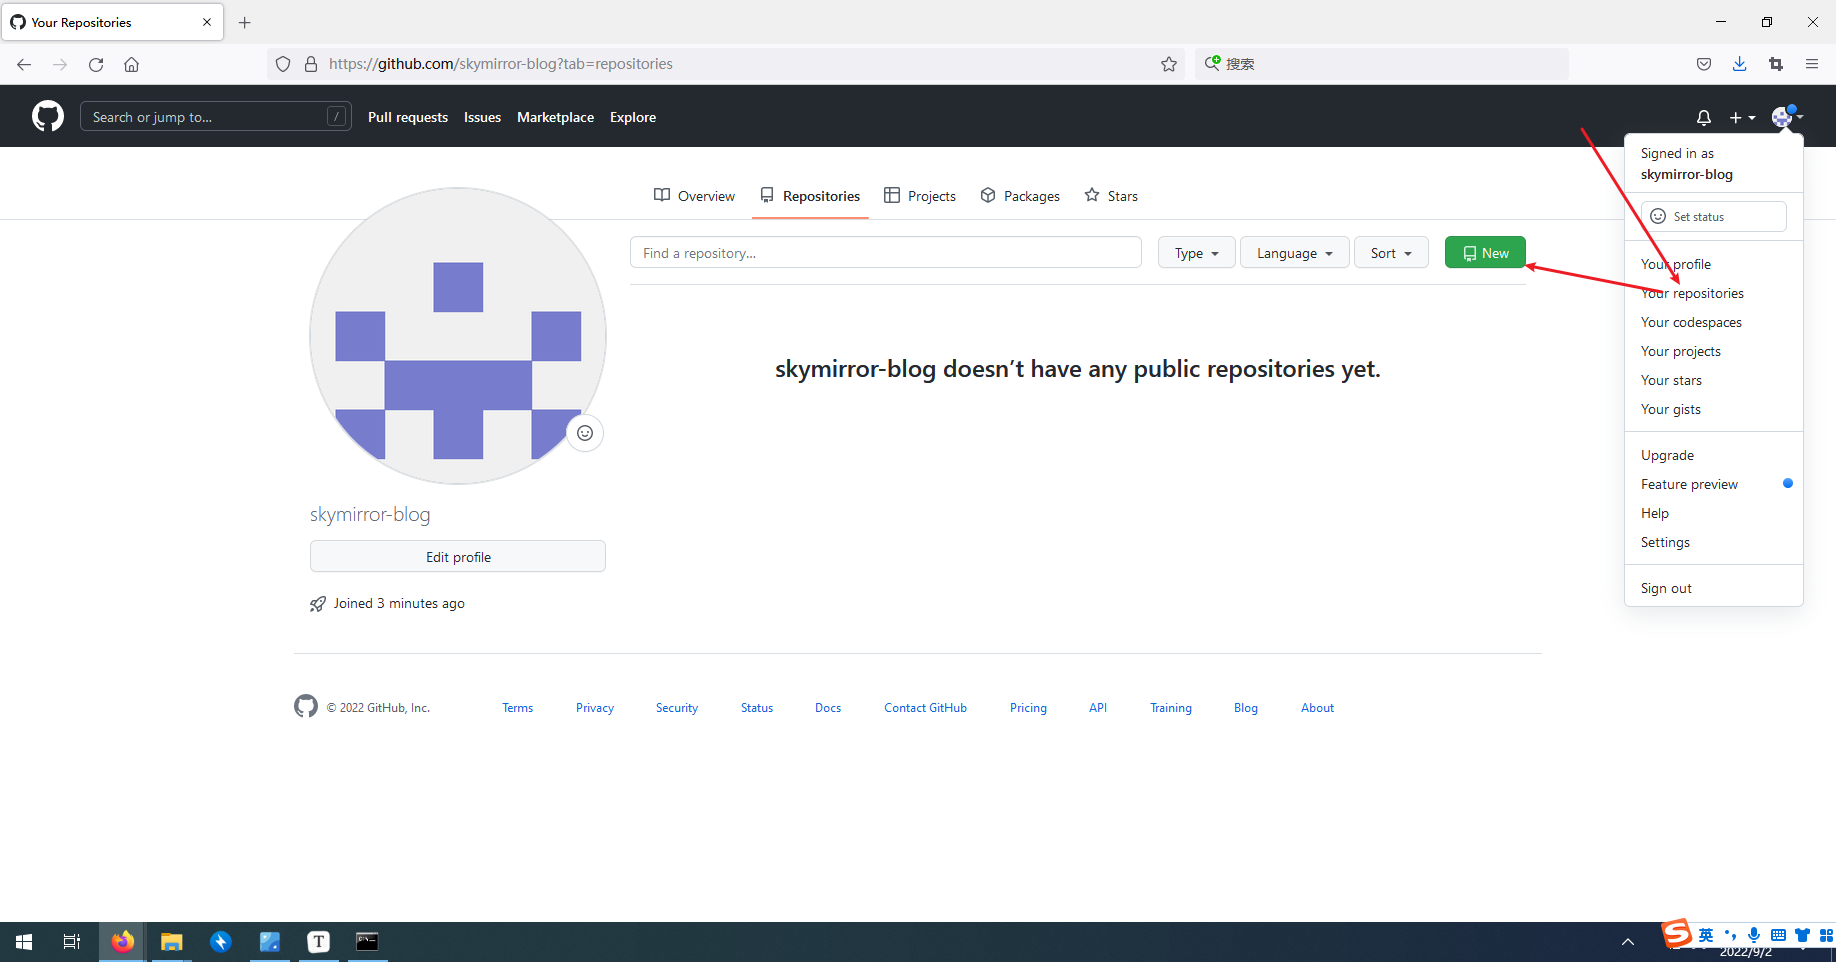 Your Repositories
https://github.com/skymirror-blog?tab=repositories
搜索
Search or jump to...
/
Pull requests
Issues
Marketplace
Explore
Signed in as
skymirror-blog
Set status
Your profile
Your repositories
Your codespaces
Your projects
Your stars
Your gists
Upgrade
Feature preview
Help
Settings
Sign out
Overview
Repositories
Projects
Packages
Stars
Find a repository...
Type
Language
Sort
New
skymirror-blog doesn’t have any public repositories yet.
skymirror-blog
Edit profile
Joined 3 minutes ago
© 2022 GitHub, Inc.
Terms
Privacy
Security
Status
Docs
Contact GitHub
Pricing
API
Training
Blog
About
T
S
英
2022/9/2